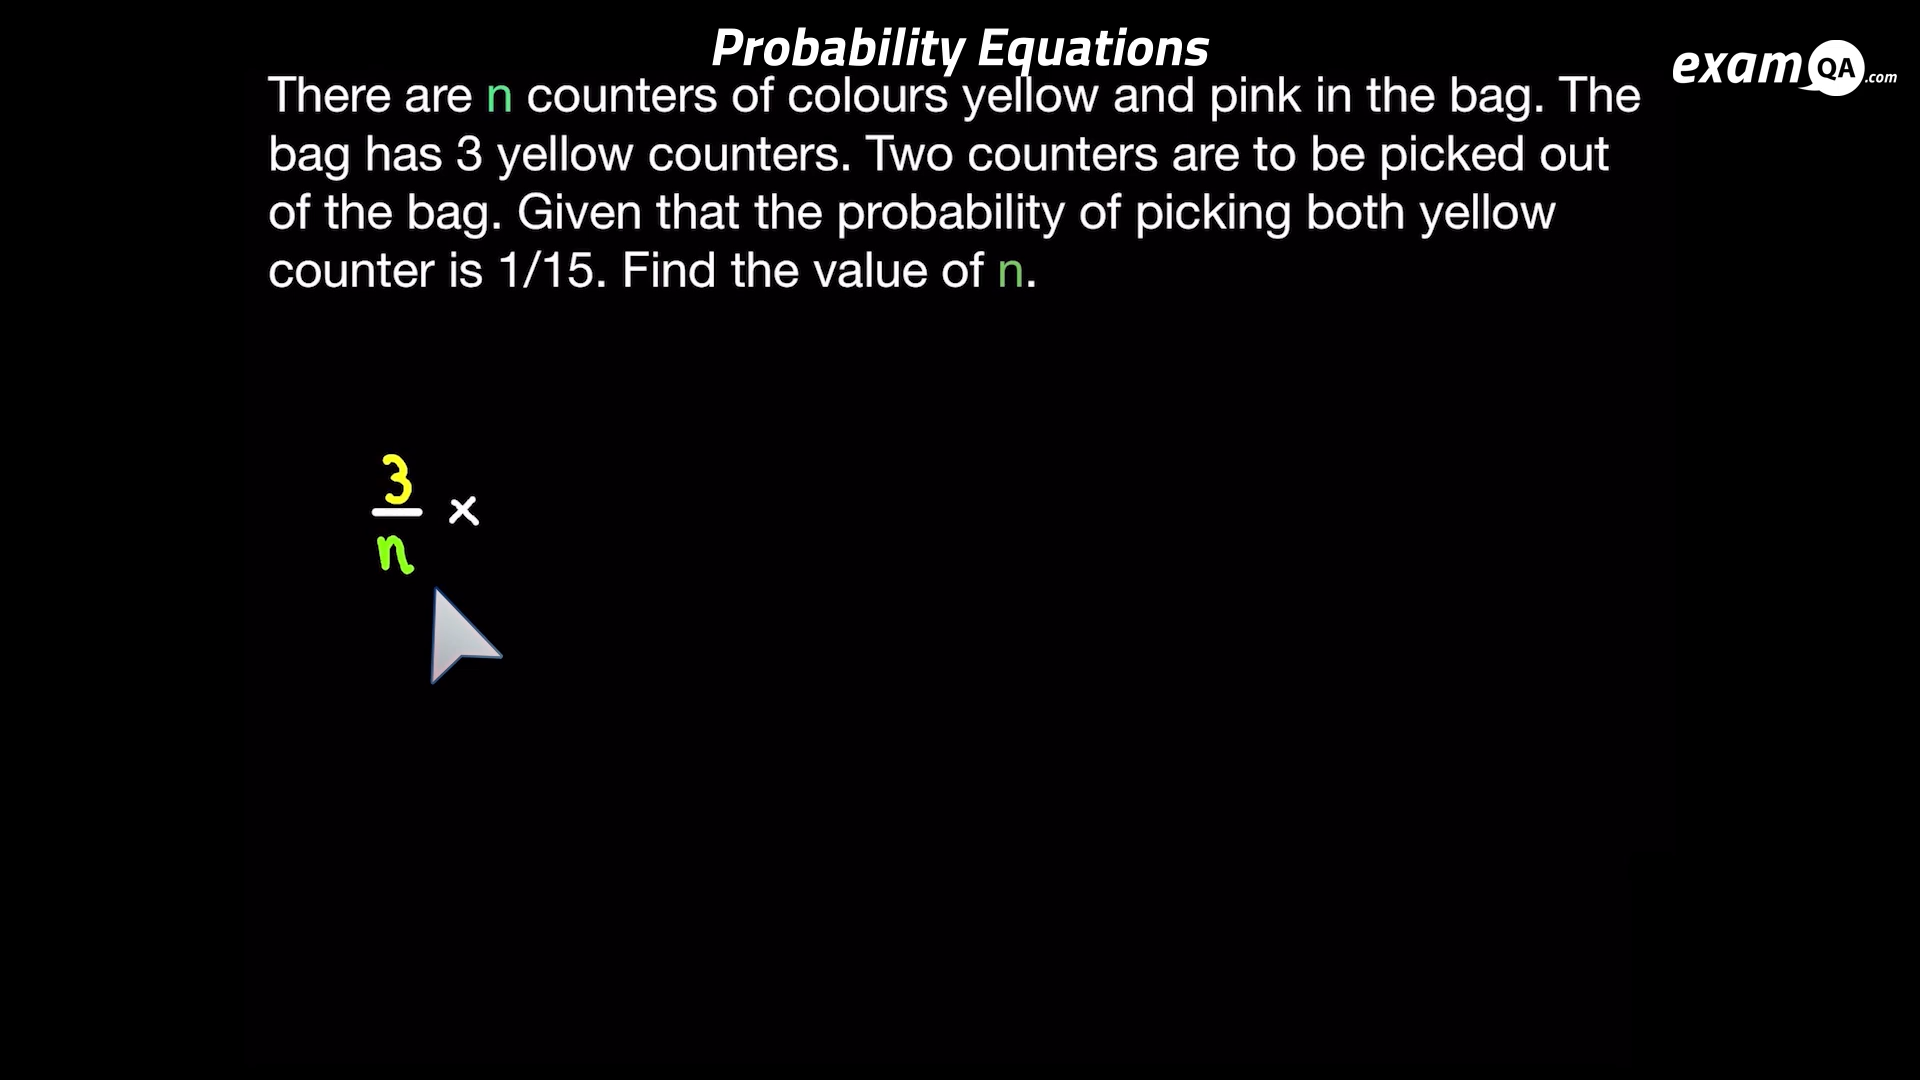 Probability Equations
exam QA .com
There are n counters of colours yellow and pink in the bag. The
bag has 3 yellow counters. Two counters are to be picked out
of the bag. Given that the probability of picking both yellow
counter is 1/15. Find the value of n.
3
×
n